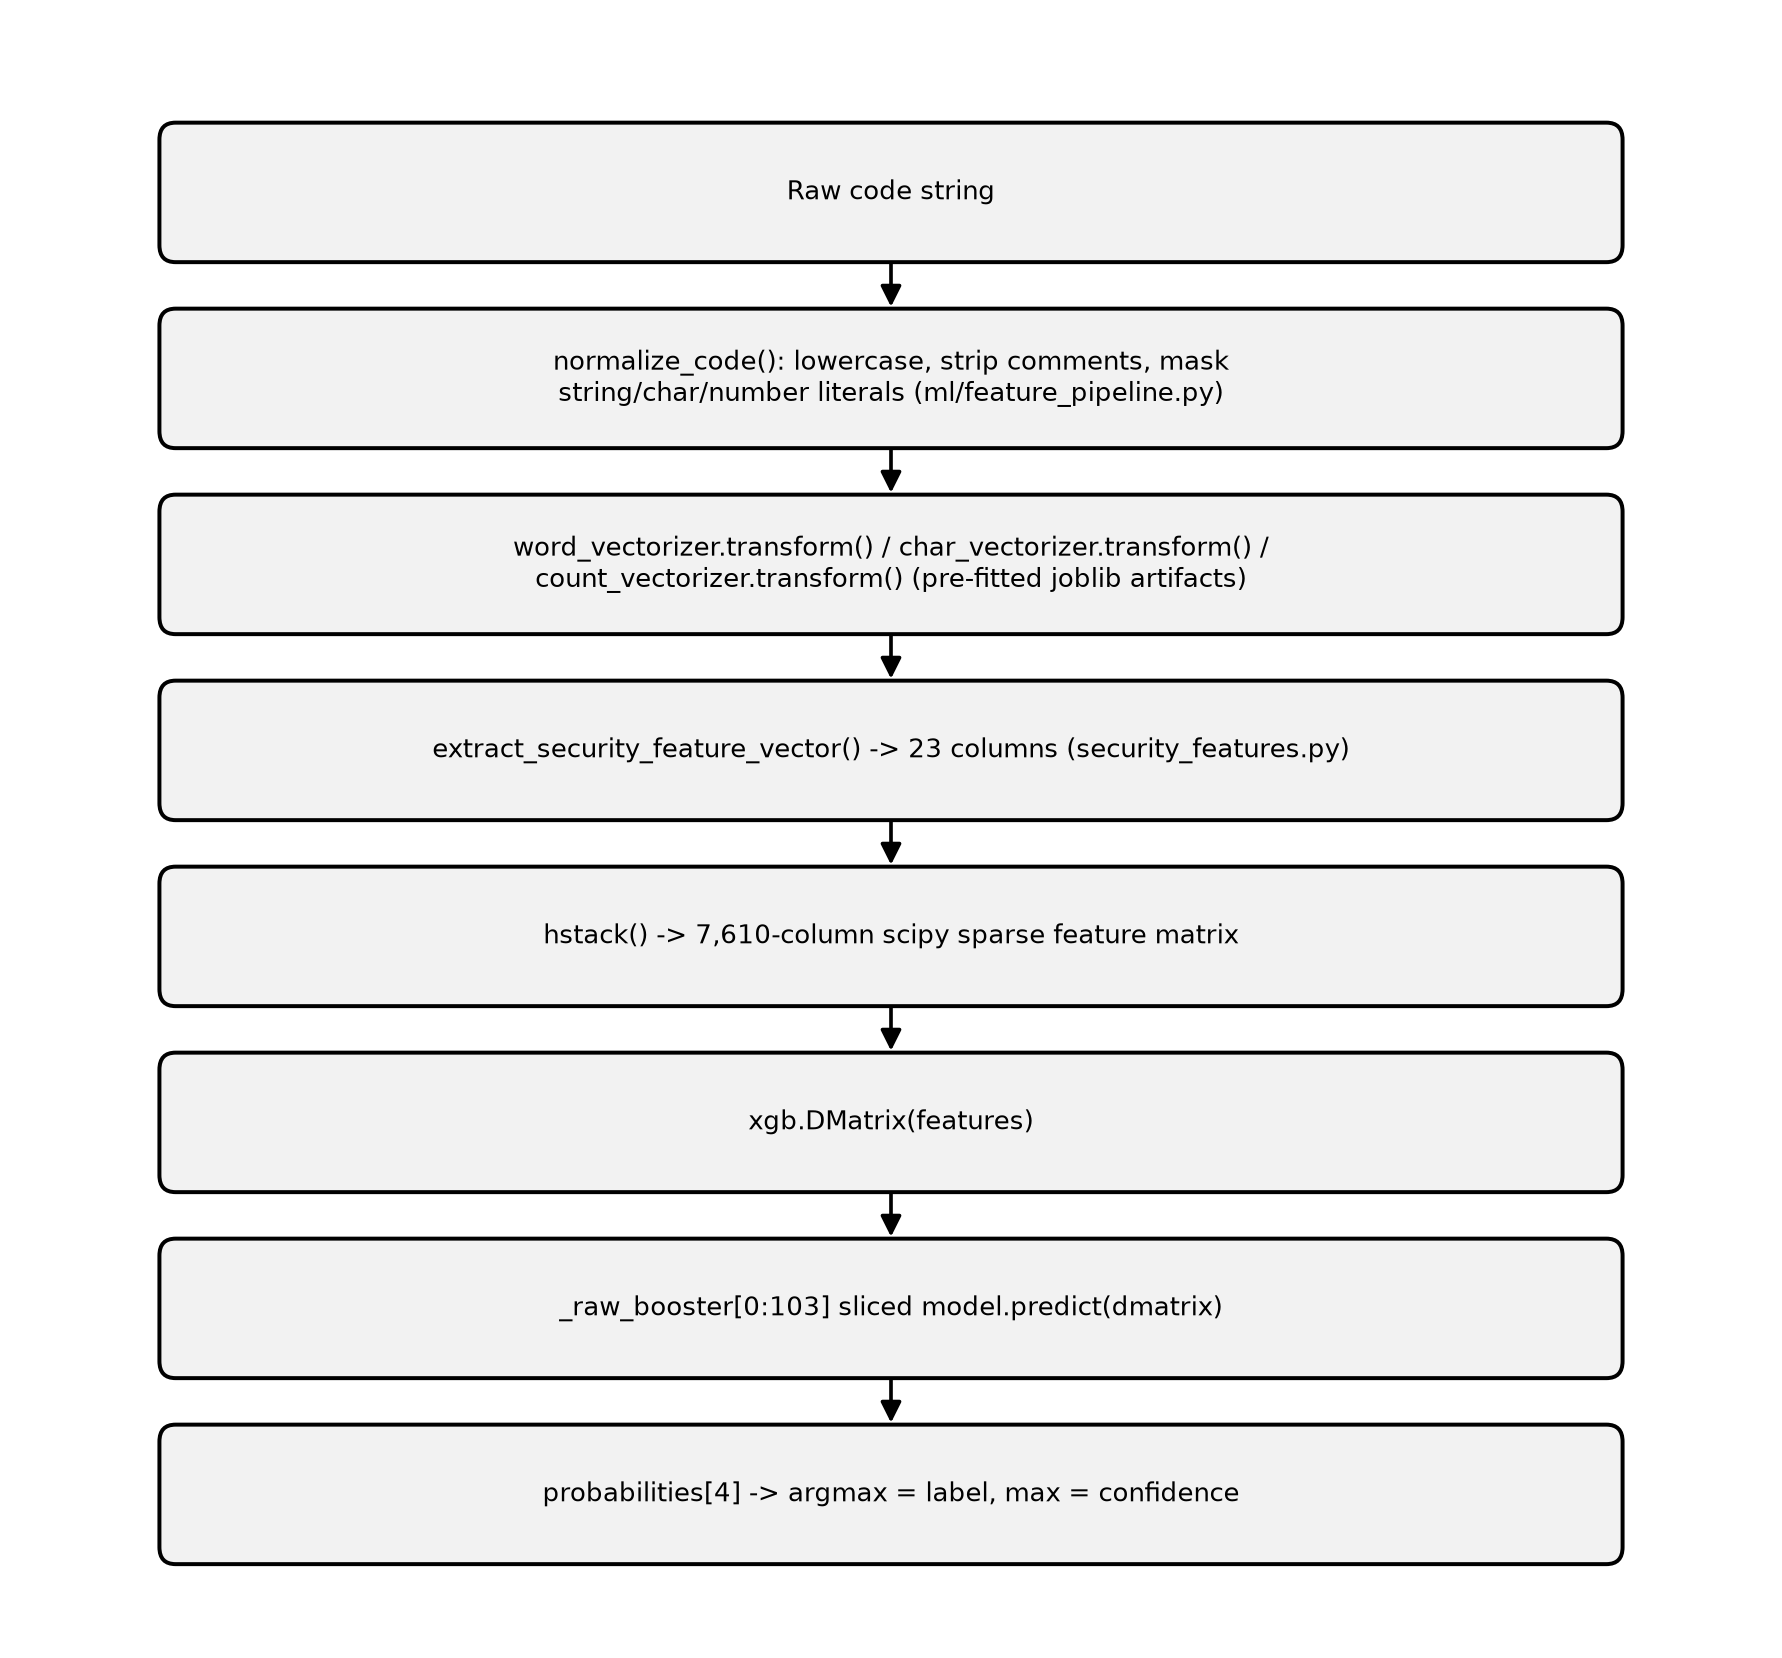 Raw code string
normalize_code(): lowercase, strip comments, mask
string/char/number literals (ml/feature_pipeline.py)
word_vectorizer.transform() / char_vectorizer.transform() /
count_vectorizer.transform() (pre-fitted joblib artifacts)
extract_security_feature_vector() -> 23 columns (security_features.py)
hstack() -> 7,610-column scipy sparse feature matrix
xgb.DMatrix(features)
_raw_booster[0:103] sliced model.predict(dmatrix)
probabilities[4] -> argmax = label, max = confidence